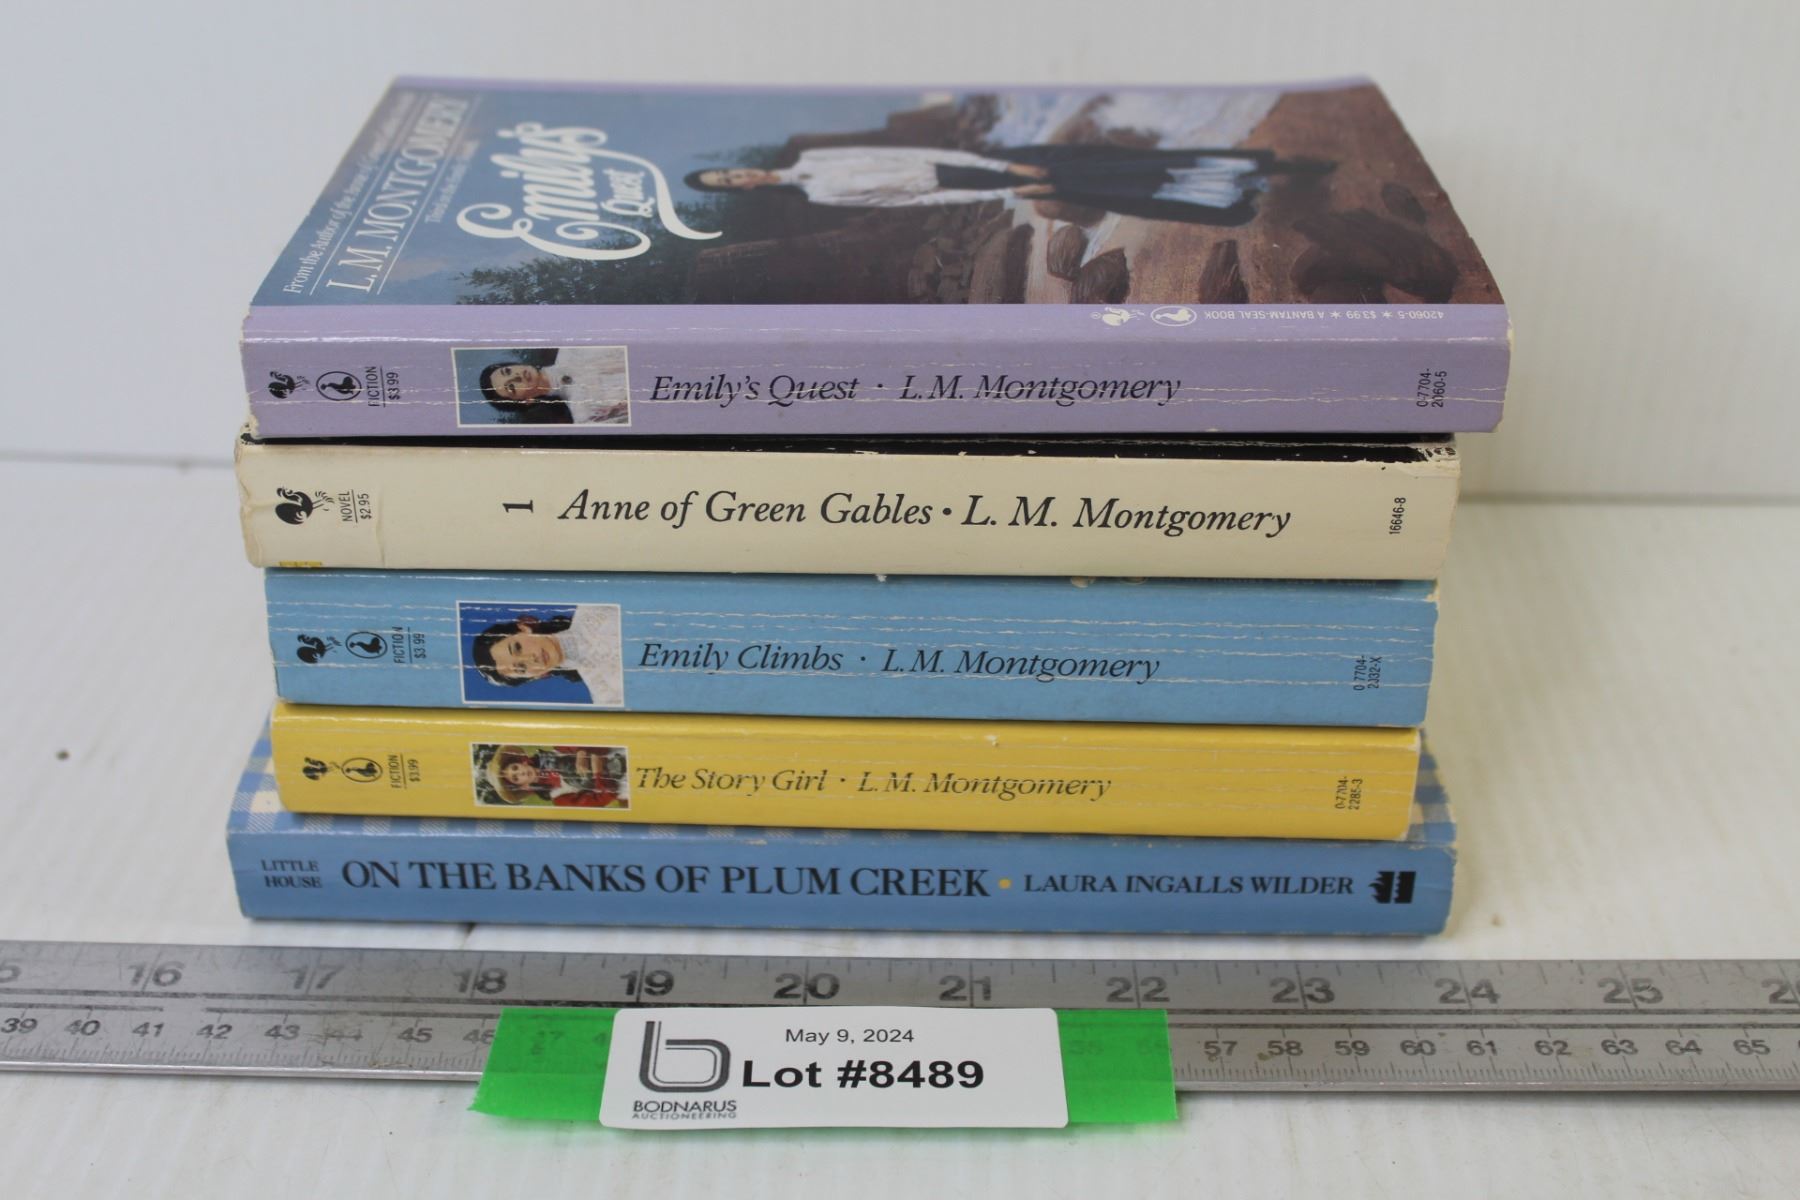 From the Author of the Anne of Green Gables
L. M. MONTGOMERY
Emily's
Quest
42060-5 ★ $3.99 ★ A BANTAM-SEAL BOOK
FICTION
$3.99
Emily's Quest · L. M. Montgomery
0-7704-
2060-5
NOVEL
$2.95
1
Anne of Green Gables • L. M. Montgomery
16646-8
FICTION
$3.99
Emily Climbs · L. M. Montgomery
0 7704-
2032-X
FICTION
$3.99
The Story Girl · L. M. Montgomery
0-7704-
2285-3
LITTLE
HOUSE
ON THE BANKS OF PLUM CREEK • LAURA INGALLS WILDER
16 17 18 19 20 21 22 23 24 25
39 40 41 42 43 44 45 46 47 57 58 59 60 61 62 63 64 65
May 9, 2024
Lot #8489
BODNARUS
AUCTIONEERING